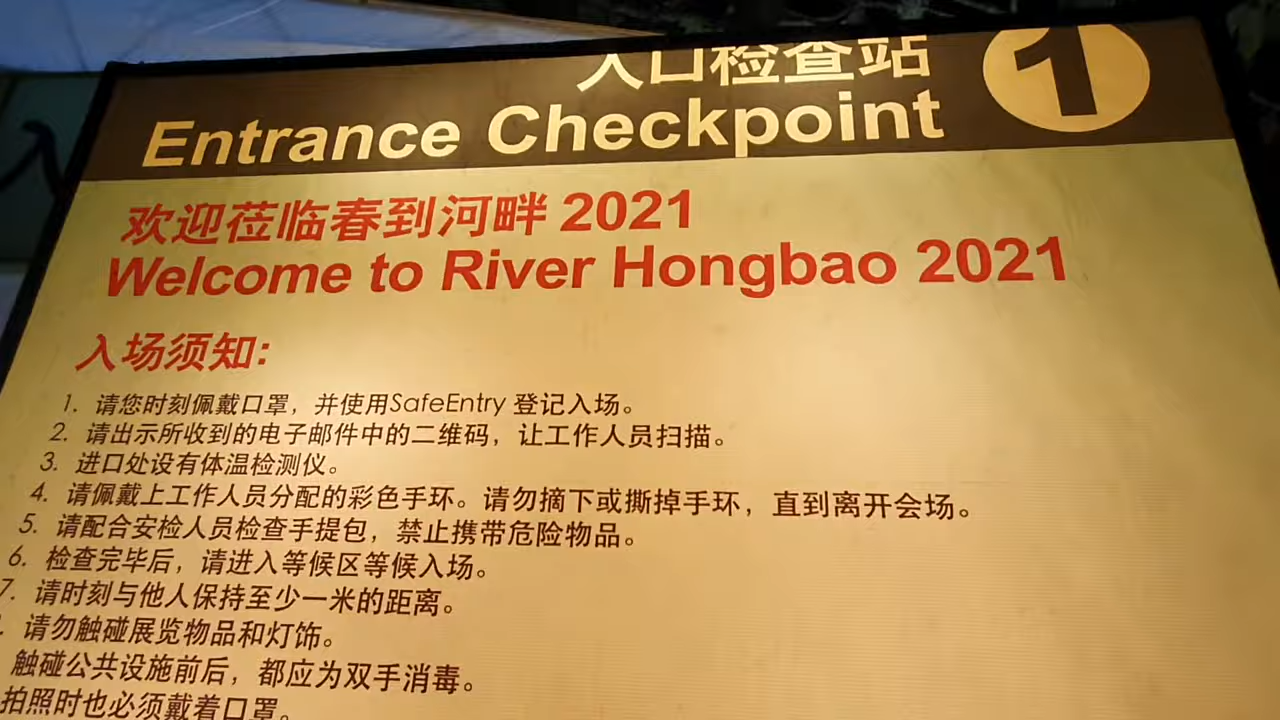 入口检查站
1
Entrance Checkpoint
欢迎莅临春到河畔 2021
Welcome to River Hongbao 2021
入场须知:
1. 请您时刻佩戴口罩，并使用SafeEntry 登记入场。
2. 请出示所收到的电子邮件中的二维码，让工作人员扫描。
3. 进口处设有体温检测仪。
4. 请佩戴上工作人员分配的彩色手环。请勿摘下或撕掉手环，直到离开会场。
5. 请配合安检人员检查手提包，禁止携带危险物品。
6. 检查完毕后，请进入等候区等候入场。
7. 请时刻与他人保持至少一米的距离。
请勿触碰展览物品和灯饰。
触碰公共设施前后，都应为双手消毒。
拍照时也必须戴着口罩。